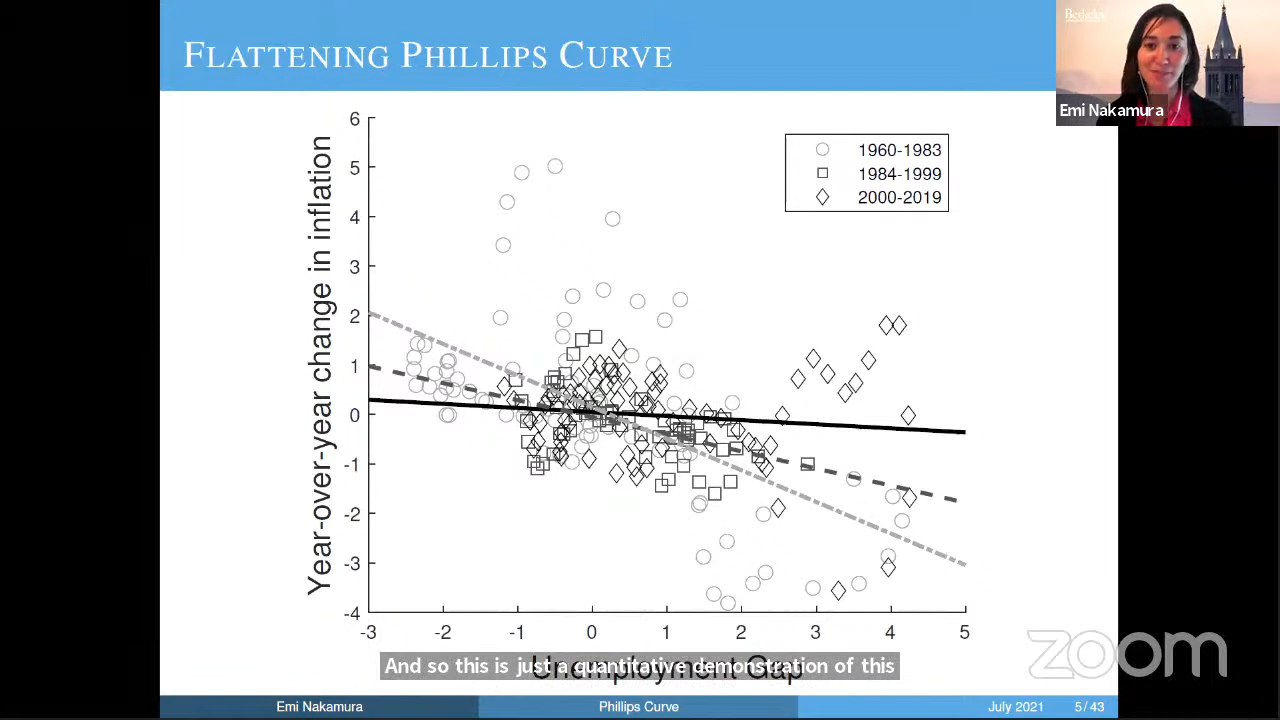 FLATTENING PHILLIPS CURVE
Berkeley
Emi Nakamura
Year-over-year change in inflation
6
5
4
3
2
1
0
-1
-2
-3
-4
1960-1983
1984-1999
2000-2019
-3 -2 -1 0 1 2 3 4 5
Unemployment Gap
And so this is just a quantitative demonstration of this
zoom
Emi Nakamura Phillips Curve July 2021 5 / 43